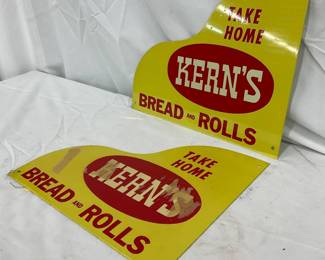 TAKE
HOME
KERN'S
BREAD AND ROLLS
TAKE
HOME
KERN'S
BREAD AND ROLLS